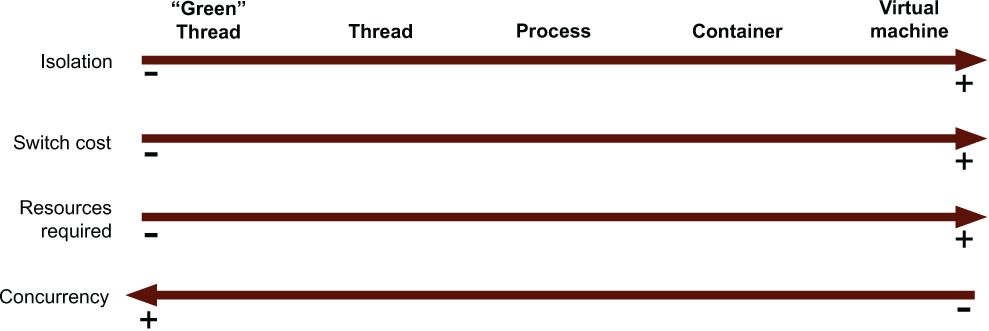 “Green”
Thread
Thread
Process
Container
Virtual
machine
Isolation
-
+
Switch cost
-
+
Resources
required
-
+
Concurrency
+
-